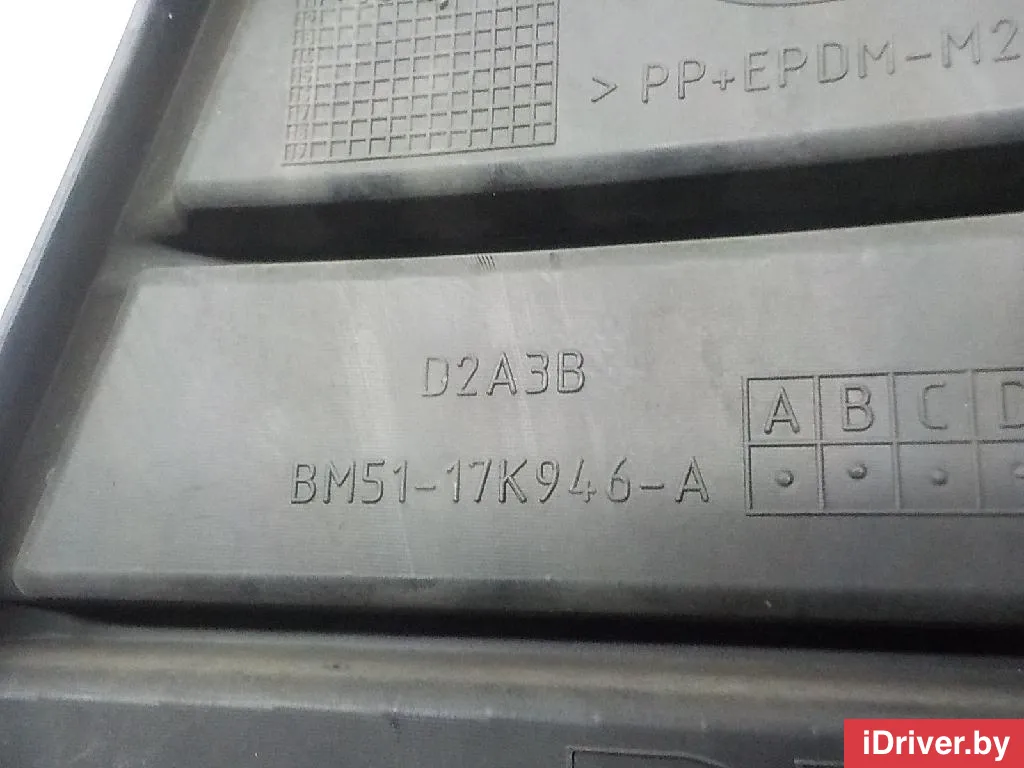 > PP+EPDM-M2
D2A3B
BM51-17K946-A
A B C D
iDriver.by